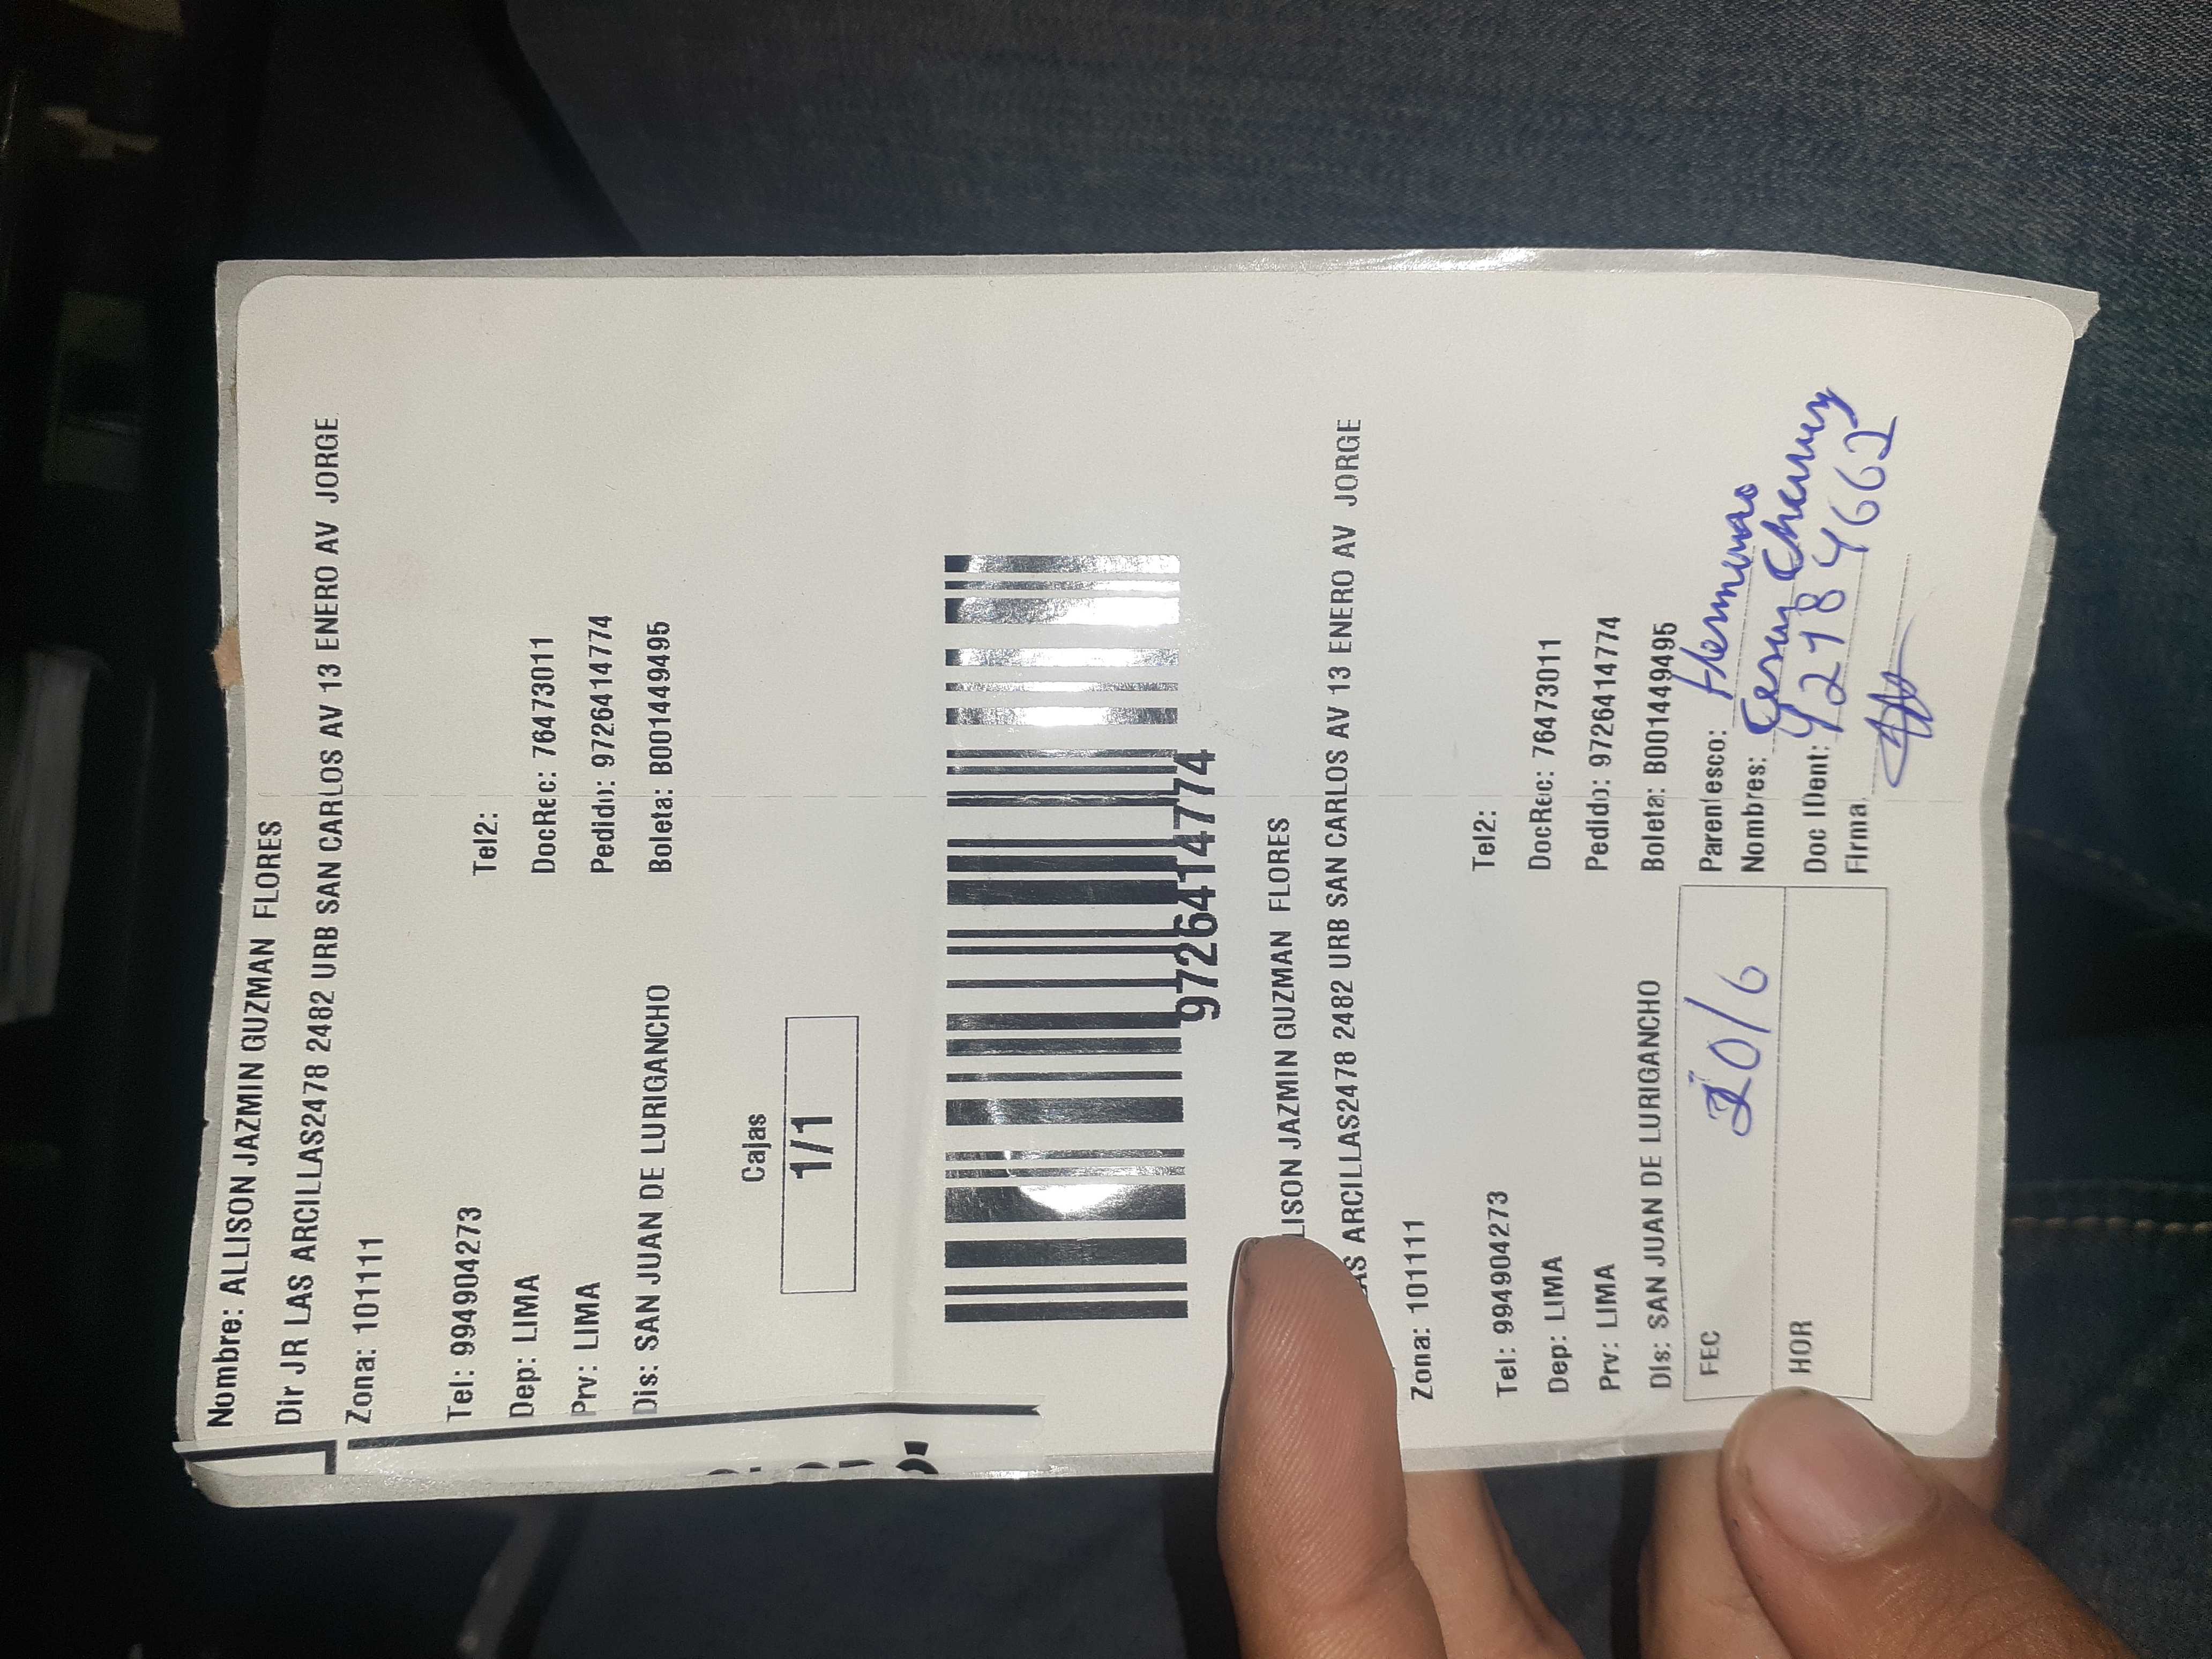 Nombre: ALLISON JAZMIN GUZMAN FLORES
Dir JR LAS ARCILLAS2478 2482 URB SAN CARLOS AV 13 ENERO AV JORGE
Zona: 101111
Tel: 994904273 Tel2:
Dep: LIMA DocRec: 76473011
Prv: LIMA Pedido: 9726414774
Dis: SAN JUAN DE LURIGANCHO Boleta: B001449495
Cajas
1/1
9726414774
LISON JAZMIN GUZMAN FLORES
AS ARCILLAS2478 2482 URB SAN CARLOS AV 13 ENERO AV JORGE
Zona: 101111
Tel: 994904273 Tel2:
Dep: LIMA DocRec: 76473011
Prv: LIMA Pedido: 9726414774
Dis: SAN JUAN DE LURIGANCHO Boleta: B001449495
FEC 20/6 Parentesco: Hermano
HOR Nombres: Cesar
Doc IDent: 42184662
Firma